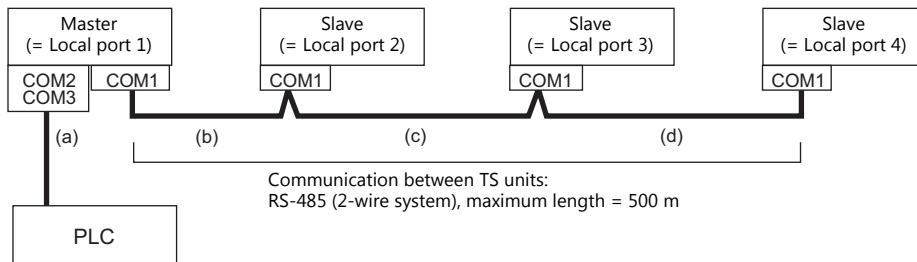 Master
(= Local port 1)
Slave
(= Local port 2)
Slave
(= Local port 3)
Slave
(= Local port 4)
COM2
COM3
COM1
COM1
COM1
COM1
(a)
(b)
(c)
(d)
Communication between TS units:
RS-485 (2-wire system), maximum length = 500 m
PLC